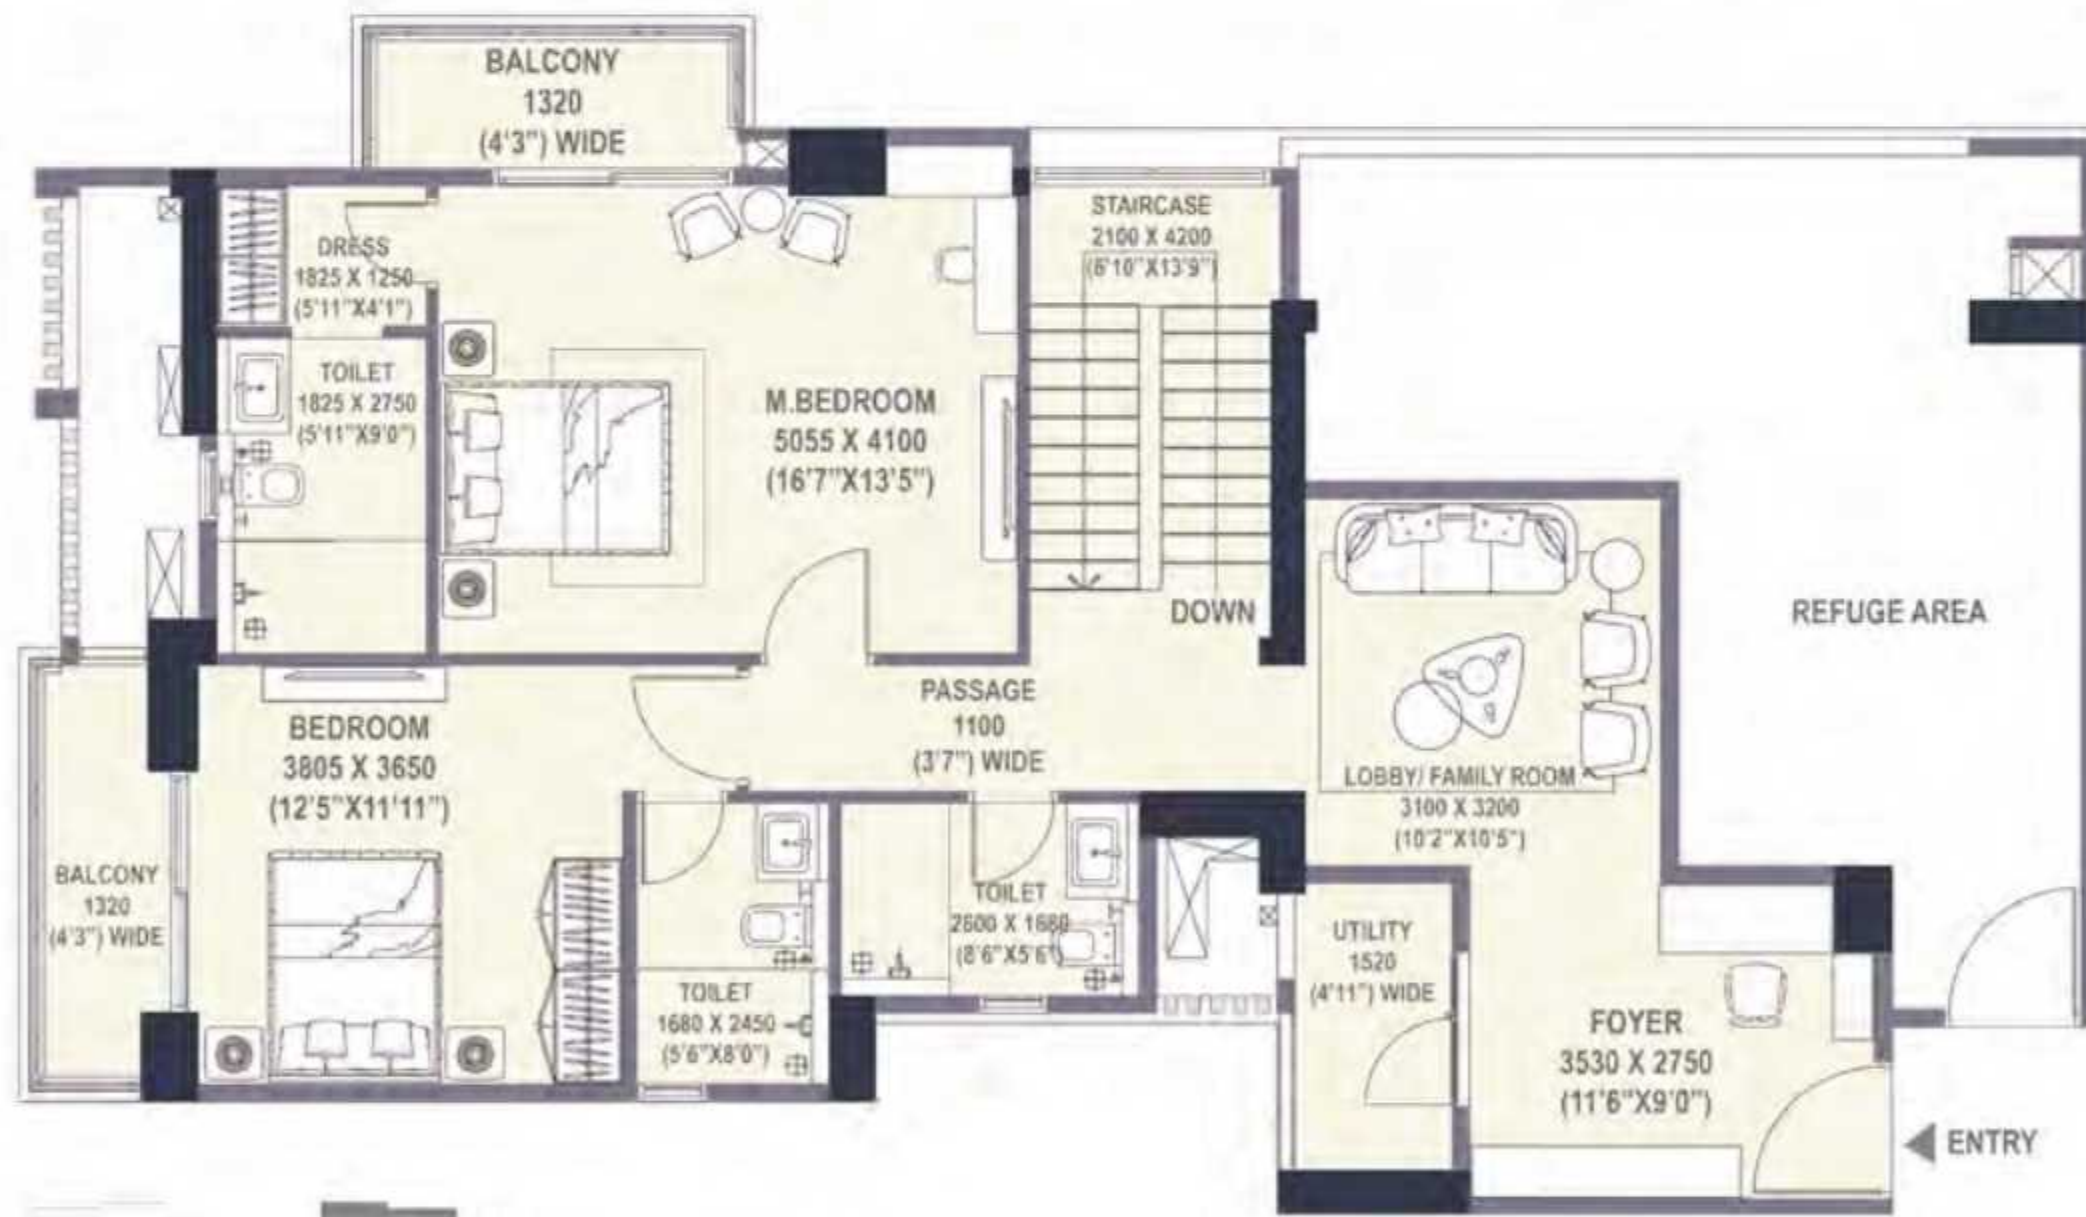 BALCONY
1320
(4'3") WIDE
STAIRCASE
2100 X 4200
(6'10"X13'9")
DRESS
1825 X 1250
(5'11"X4'1")
TOILET
1825 X 2750
(5'11"X9'0")
M.BEDROOM
5055 X 4100
(16'7"X13'5")
DOWN
REFUGE AREA
PASSAGE
1100
(3'7") WIDE
BEDROOM
3805 X 3650
(12'5"X11'11")
LOBBY/ FAMILY ROOM
3100 X 3200
(10'2"X10'5")
BALCONY
1320
(4'3") WIDE
TOILET
2600 X 1680
(8'6"X5'6")
UTILITY
1520
(4'11") WIDE
TOILET
1680 X 2450
(5'6"X8'0")
FOYER
3530 X 2750
(11'6"X9'0")
ENTRY